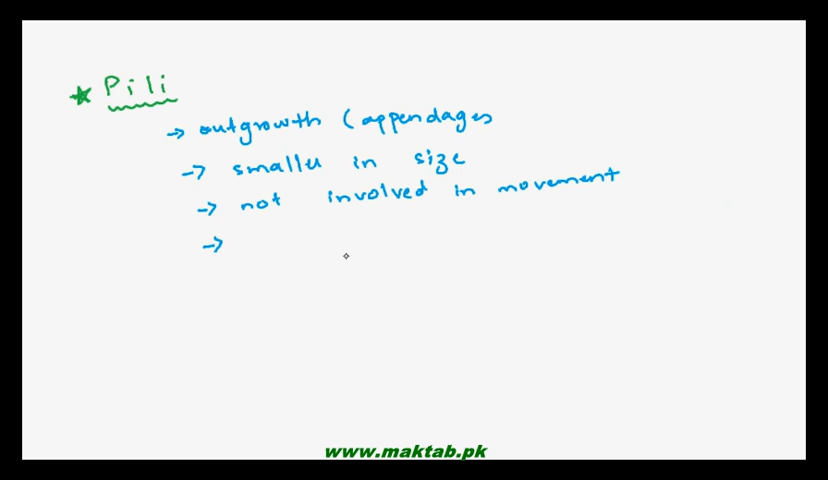 ★ Pili
→ outgrowth (appendages
→ smaller in size
→ not involved in movement
→
www.maktab.pk